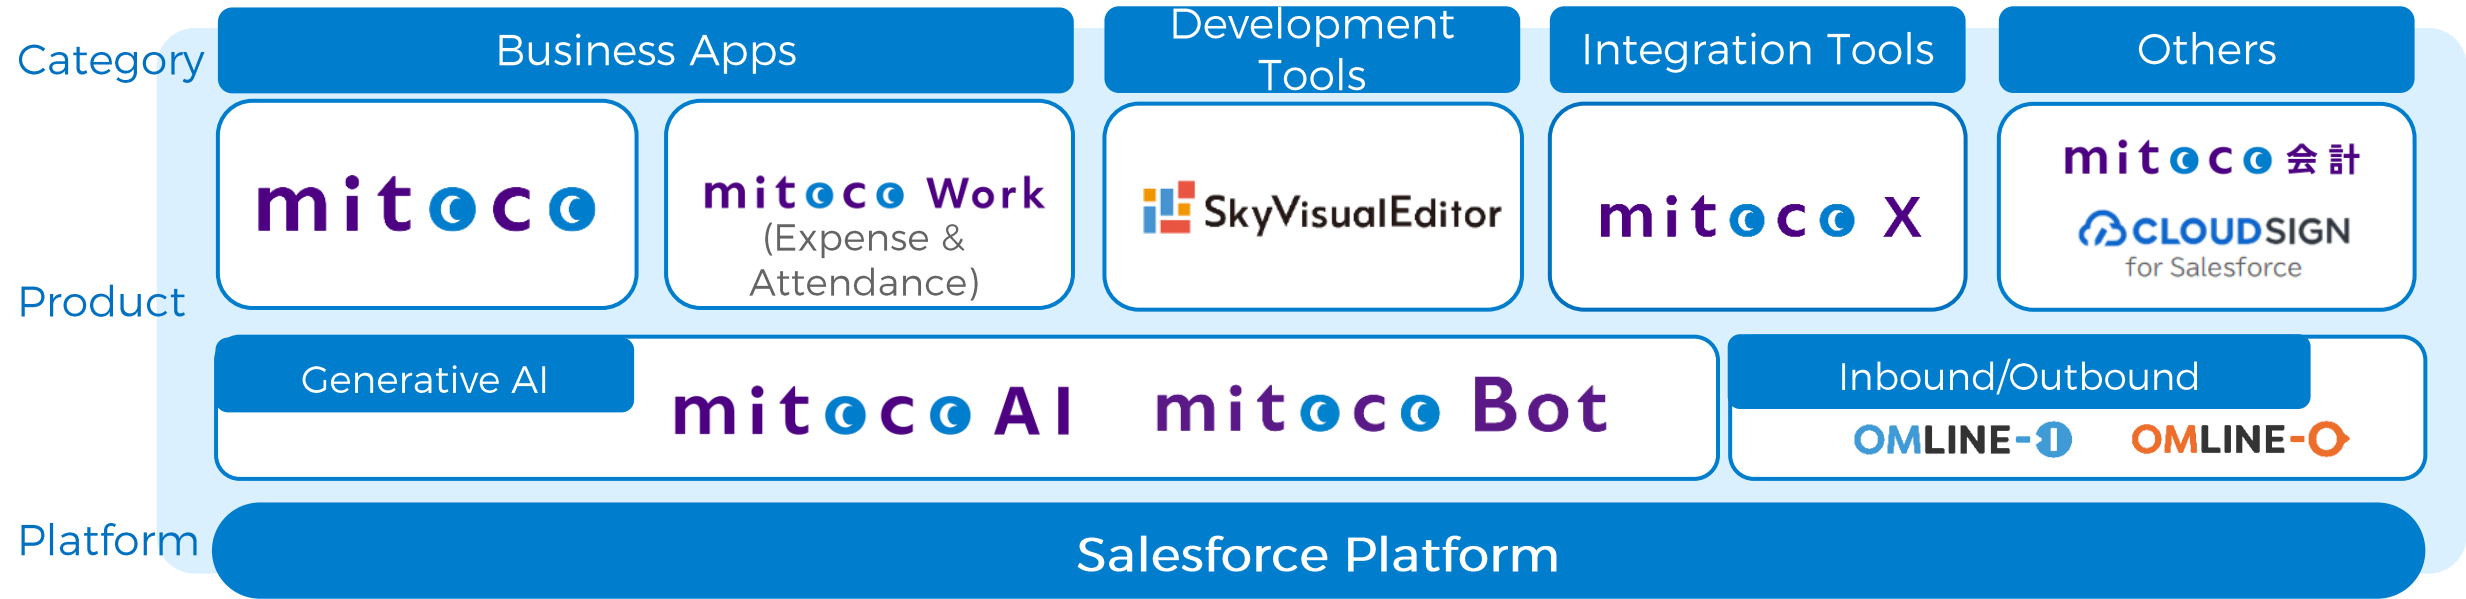 Category
Business Apps
Development
Tools
Integration Tools
Others
Product
mitoco
mitoco Work
(Expense &
Attendance)
SkyVisualEditor
mitoco X
mitoco 会計
CLOUDSIGN
for Salesforce
Generative AI
mitoco AI
mitoco Bot
Inbound/Outbound
OMLINE-I
OMLINE-O
Platform
Salesforce Platform